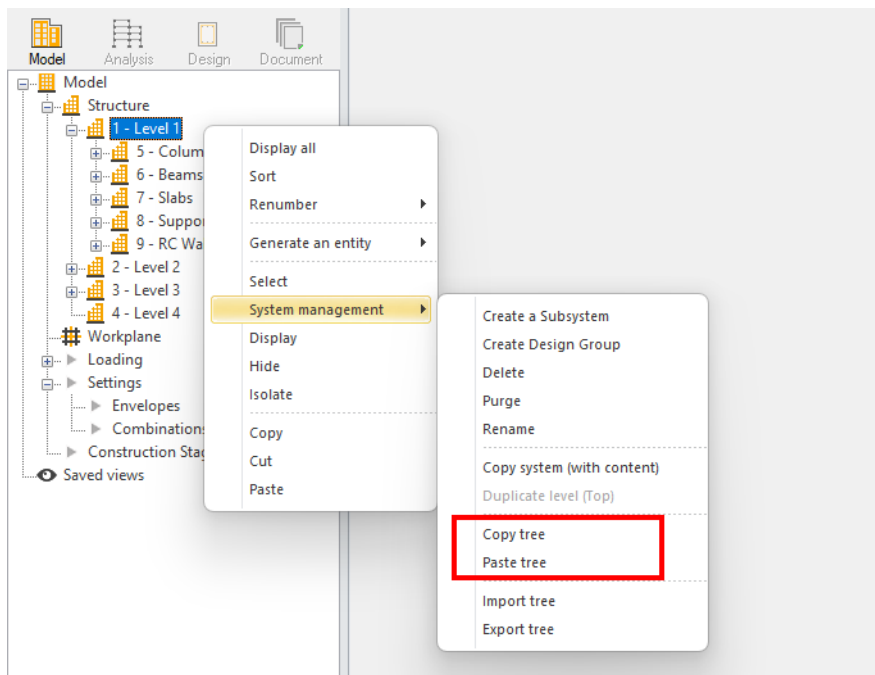 Model Analysis Design Document
Model
Structure
1 - Level 1
5 - Colum
6 - Beams
7 - Slabs
8 - Suppo
9 - RC Wa
2 - Level 2
3 - Level 3
4 - Level 4
Workplane
Loading
Settings
Envelopes
Combinations
Construction Sta
Saved views
Display all
Sort
Renumber
Generate an entity
Select
System management
Display
Hide
Isolate
Copy
Cut
Paste
Create a Subsystem
Create Design Group
Delete
Purge
Rename
Copy system (with content)
Duplicate level (Top)
Copy tree
Paste tree
Import tree
Export tree